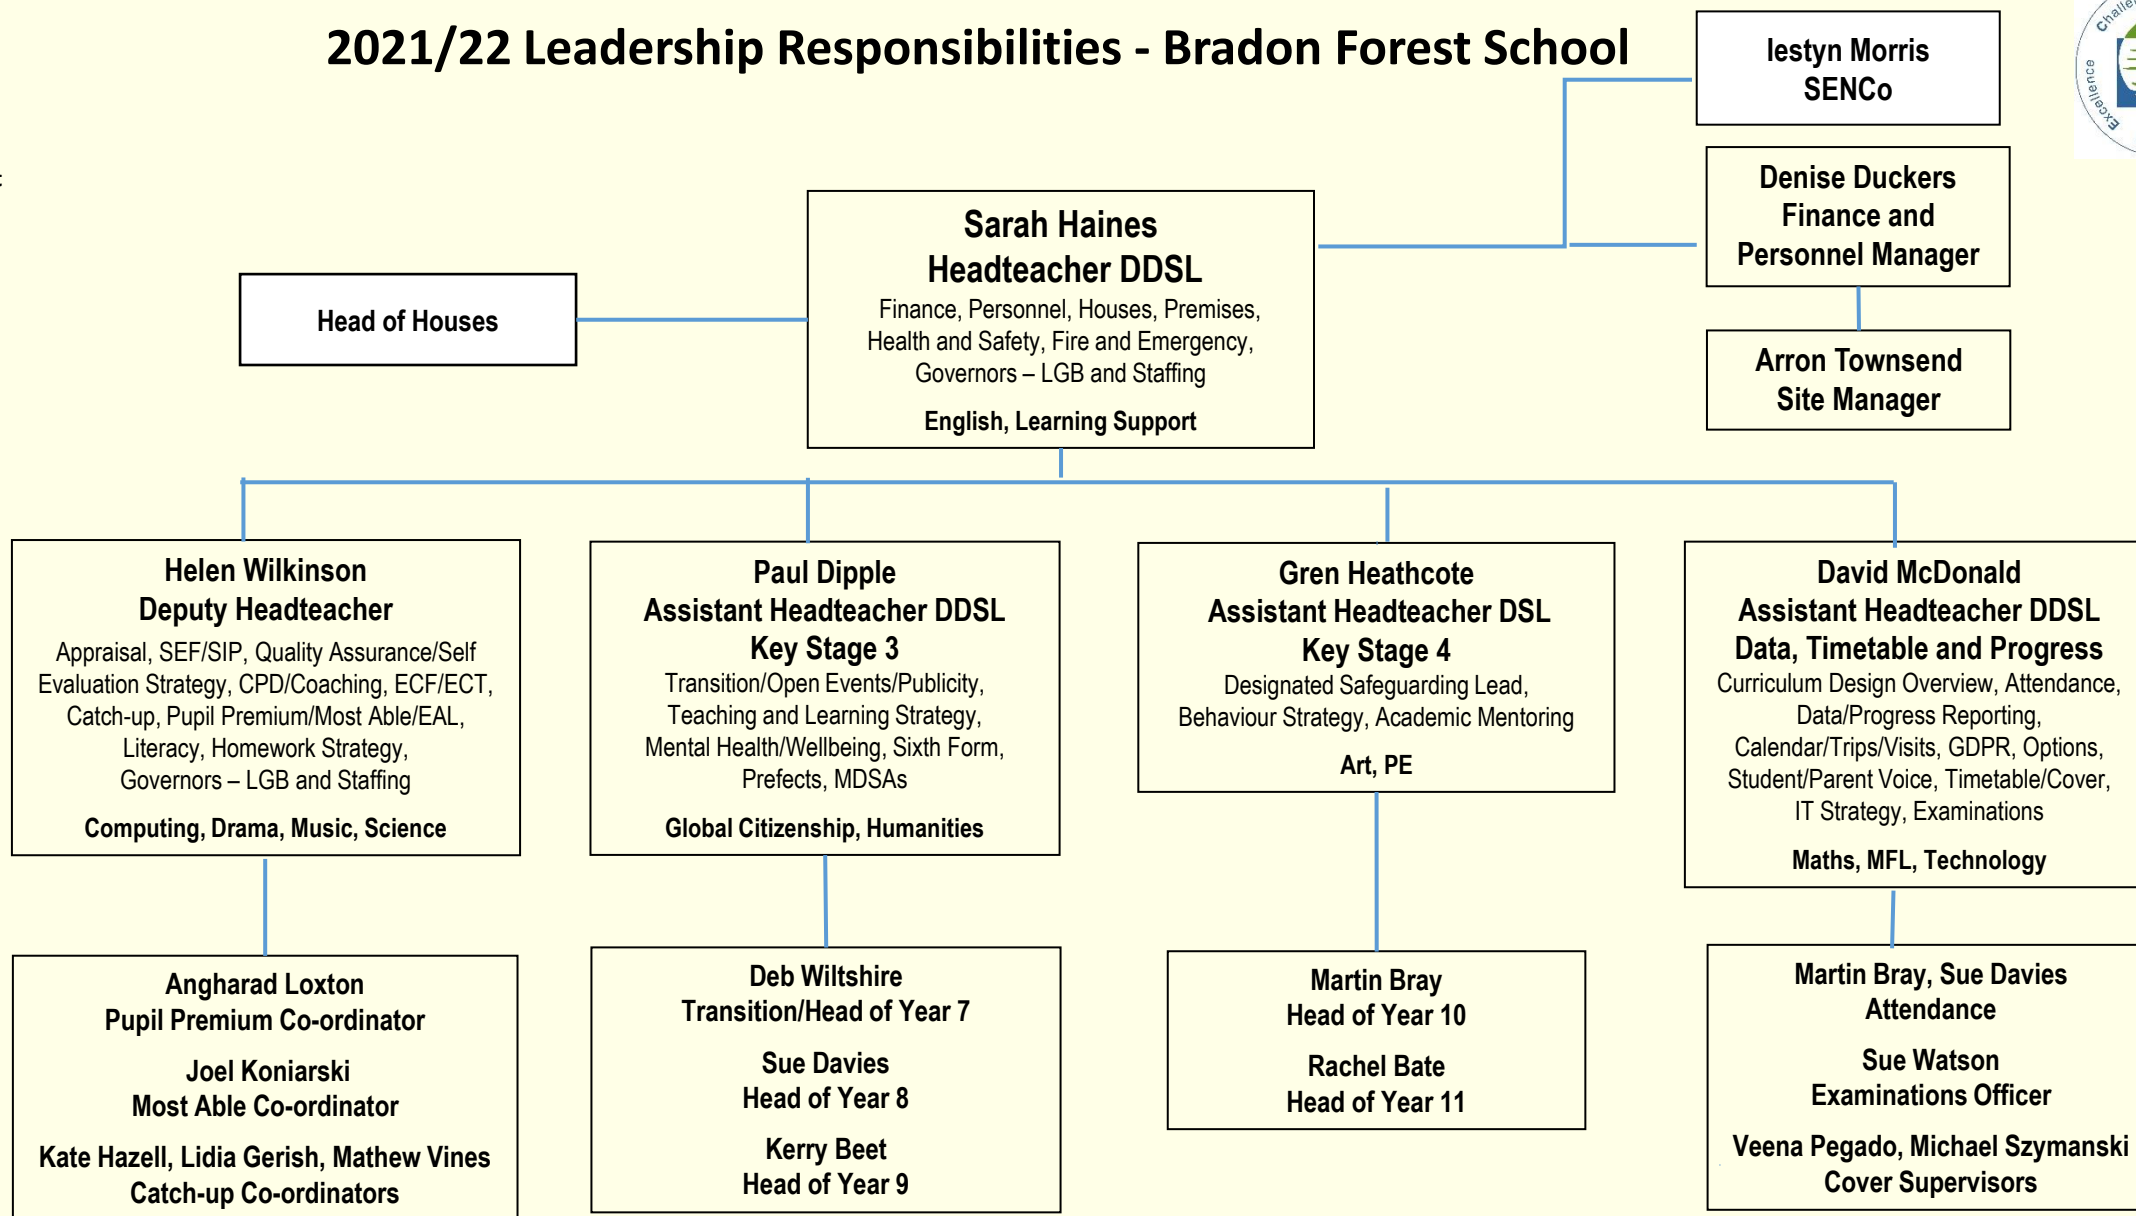 2021/22 Leadership Responsibilities - Bradon Forest School
Iestyn Morris
SENCo
Excellence
Denise Duckers
Finance and
Personnel Manager
Arron Townsend
Site Manager
Sarah Haines
Headteacher DDSL
Finance, Personnel, Houses, Premises,
Health and Safety, Fire and Emergency,
Governors – LGB and Staffing
English, Learning Support
Head of Houses
Helen Wilkinson
Deputy Headteacher
Appraisal, SEF/SIP, Quality Assurance/Self
Evaluation Strategy, CPD/Coaching, ECF/ECT,
Catch-up, Pupil Premium/Most Able/EAL,
Literacy, Homework Strategy,
Governors – LGB and Staffing
Computing, Drama, Music, Science
Paul Dipple
Assistant Headteacher DDSL
Key Stage 3
Transition/Open Events/Publicity,
Teaching and Learning Strategy,
Mental Health/Wellbeing, Sixth Form,
Prefects, MDSAs
Global Citizenship, Humanities
Gren Heathcote
Assistant Headteacher DSL
Key Stage 4
Designated Safeguarding Lead,
Behaviour Strategy, Academic Mentoring
Art, PE
David McDonald
Assistant Headteacher DDSL
Data, Timetable and Progress
Curriculum Design Overview, Attendance,
Data/Progress Reporting,
Calendar/Trips/Visits, GDPR, Options,
Student/Parent Voice, Timetable/Cover,
IT Strategy, Examinations
Maths, MFL, Technology
Angharad Loxton
Pupil Premium Co-ordinator
Joel Koniarski
Most Able Co-ordinator
Kate Hazell, Lidia Gerish, Mathew Vines
Catch-up Co-ordinators
Deb Wiltshire
Transition/Head of Year 7
Sue Davies
Head of Year 8
Kerry Beet
Head of Year 9
Martin Bray
Head of Year 10
Rachel Bate
Head of Year 11
Martin Bray, Sue Davies
Attendance
Sue Watson
Examinations Officer
Veena Pegado, Michael Szymanski
Cover Supervisors